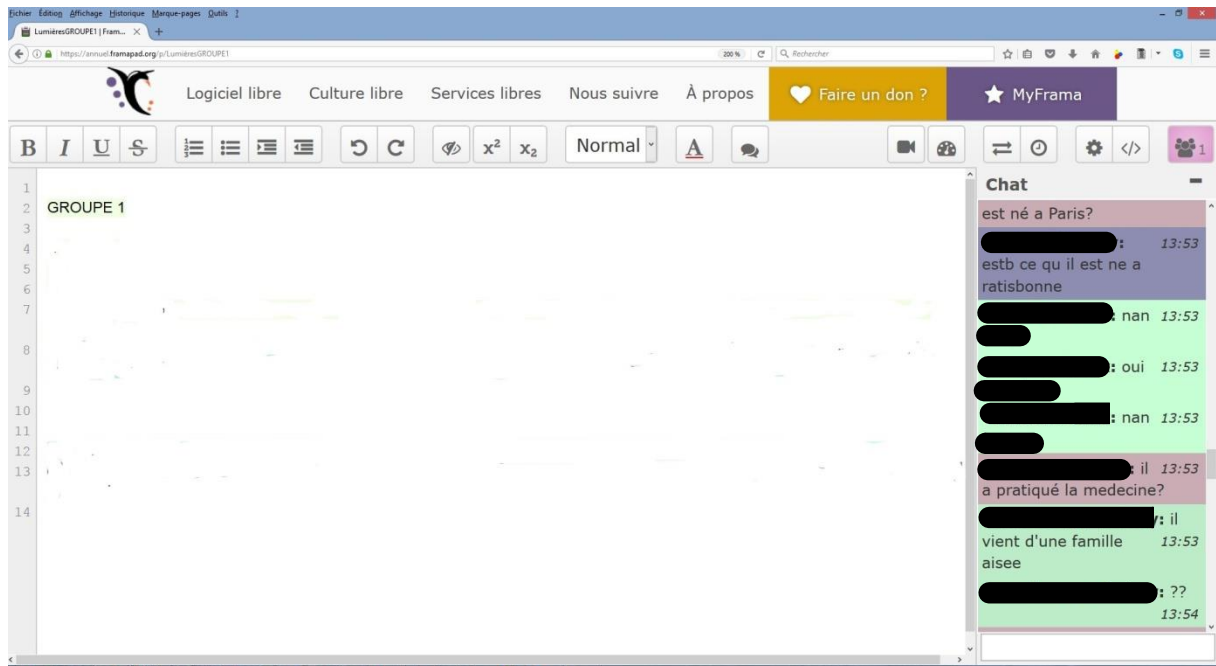 Fichier Édition Affichage Historique Marque-pages Outils ?
LumièresGROUPE1 | Fram...
https://annuel.framapad.org/p/LumièresGROUPE1
200 %
Rechercher
Logiciel libre Culture libre Services libres Nous suivre À propos Faire un don ? MyFrama
B I U S Normal x² x₂ A </> 1
Chat
1
2 GROUPE 1
3
4
5
6
7
8
9
10
11
12
13
14
est né a Paris?
: 13:53
estb ce qu il est ne a
ratisbonne
: nan 13:53
: oui 13:53
: nan 13:53
: il 13:53
a pratiqué la medecine?
: il
vient d'une famille 13:53
aisee
: ??
13:54